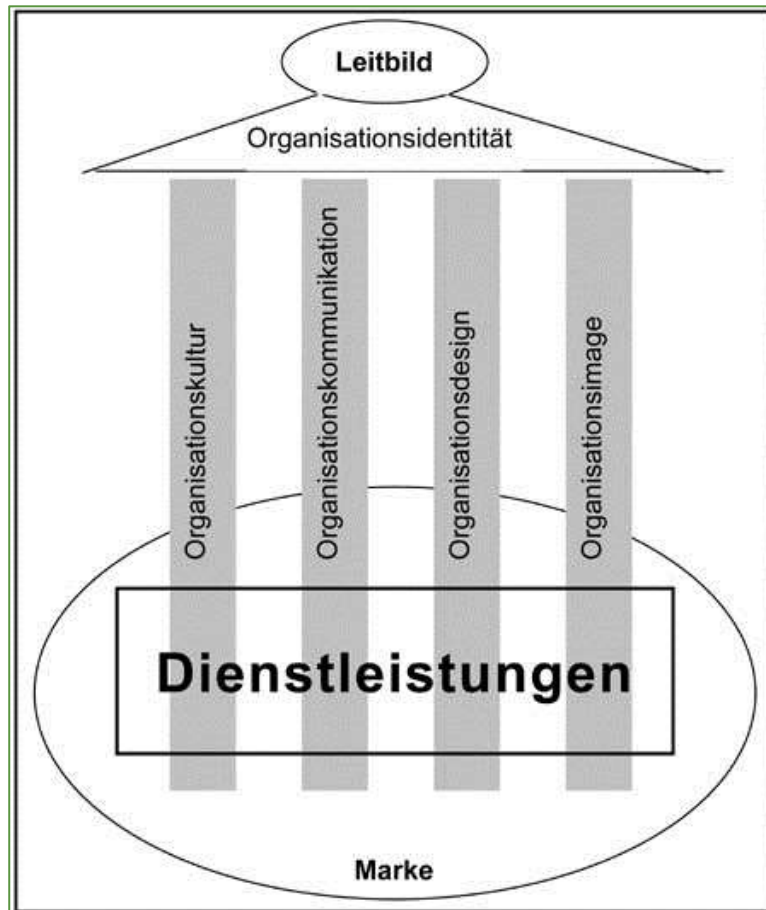 Leitbild
Organisationsidentität
Organisationskultur
Organisationskommunikation
Organisationsdesign
Organisationsimage
Dienstleistungen
Marke